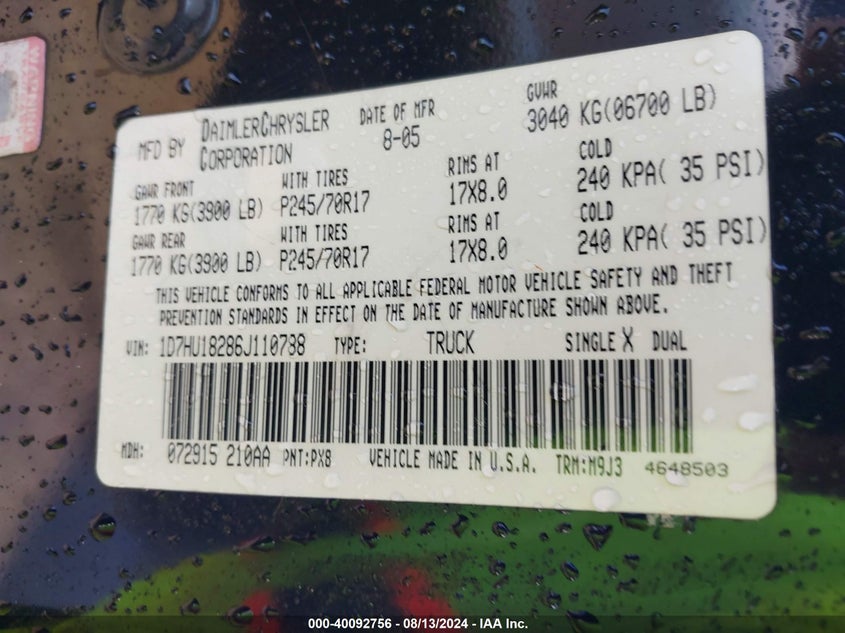 MFD BY DAIMLERCHRYSLER CORPORATION DATE OF MFR 8-05 GVWR 3040 KG(06700 LB)
GAWR FRONT WITH TIRES RIMS AT COLD
1770 KG(3900 LB) P245/70R17 17X8.0 240 KPA( 35 PSI)
GAWR REAR WITH TIRES RIMS AT COLD
1770 KG(3900 LB) P245/70R17 17X8.0 240 KPA( 35 PSI)
THIS VEHICLE CONFORMS TO ALL APPLICABLE FEDERAL MOTOR VEHICLE SAFETY AND THEFT
PREVENTION STANDARDS IN EFFECT ON THE DATE OF MANUFACTURE SHOWN ABOVE.
VIN: 1D7HU18286J110788 TYPE: TRUCK SINGLE X DUAL
MDH: 072915 210AA PNT:PX8 VEHICLE MADE IN U.S.A. TRM:M9J3 4648503
000-40092756 - 08/13/2024 - IAA Inc.